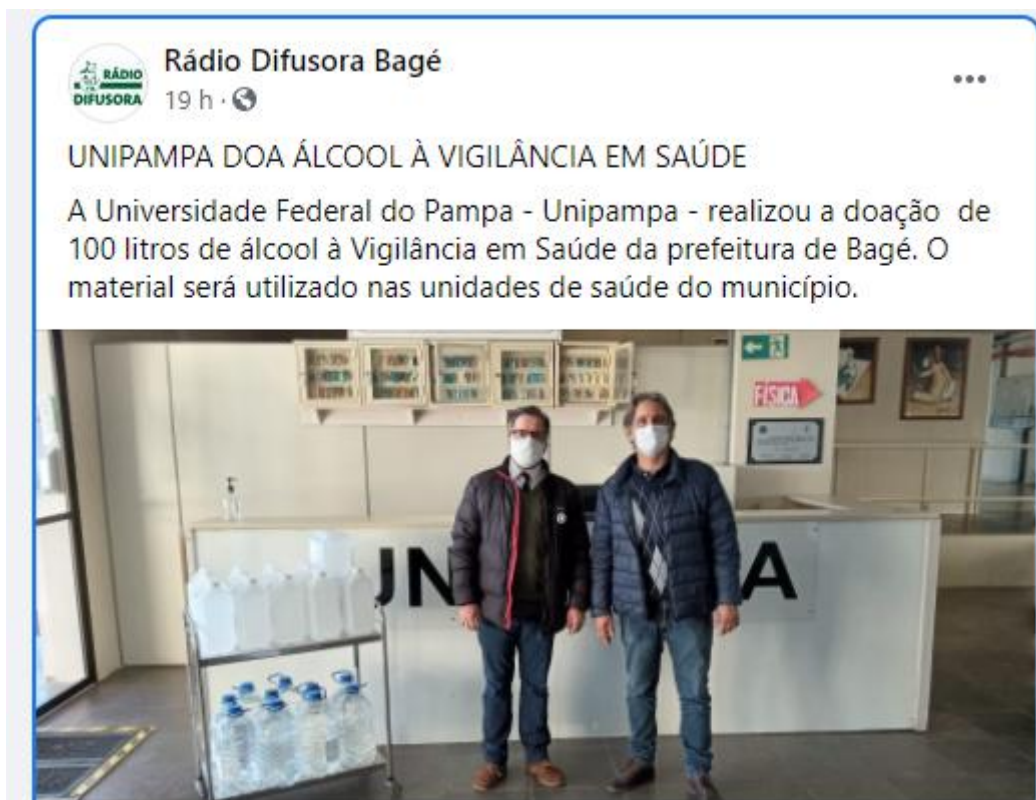 Rádio Difusora Bagé
RÁDIO
DIFUSORA
19 h ·
UNIPAMPA DOA ÁLCOOL À VIGILÂNCIA EM SAÚDE
A Universidade Federal do Pampa - Unipampa - realizou a doação de
100 litros de álcool à Vigilância em Saúde da prefeitura de Bagé. O
material será utilizado nas unidades de saúde do município.
FÍSICA
UN A